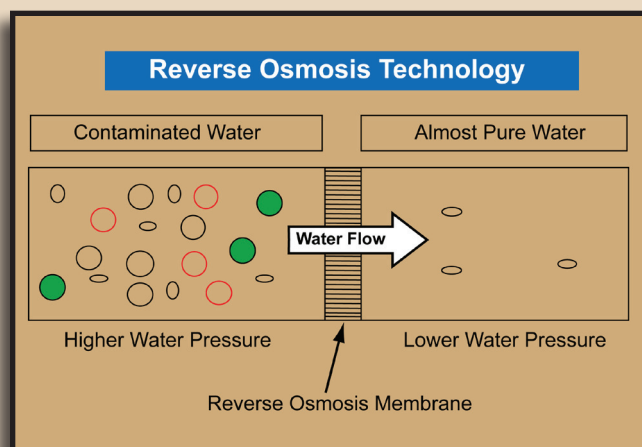 Reverse Osmosis Technology
Contaminated Water
Almost Pure Water
Water Flow
Higher Water Pressure
Lower Water Pressure
Reverse Osmosis Membrane